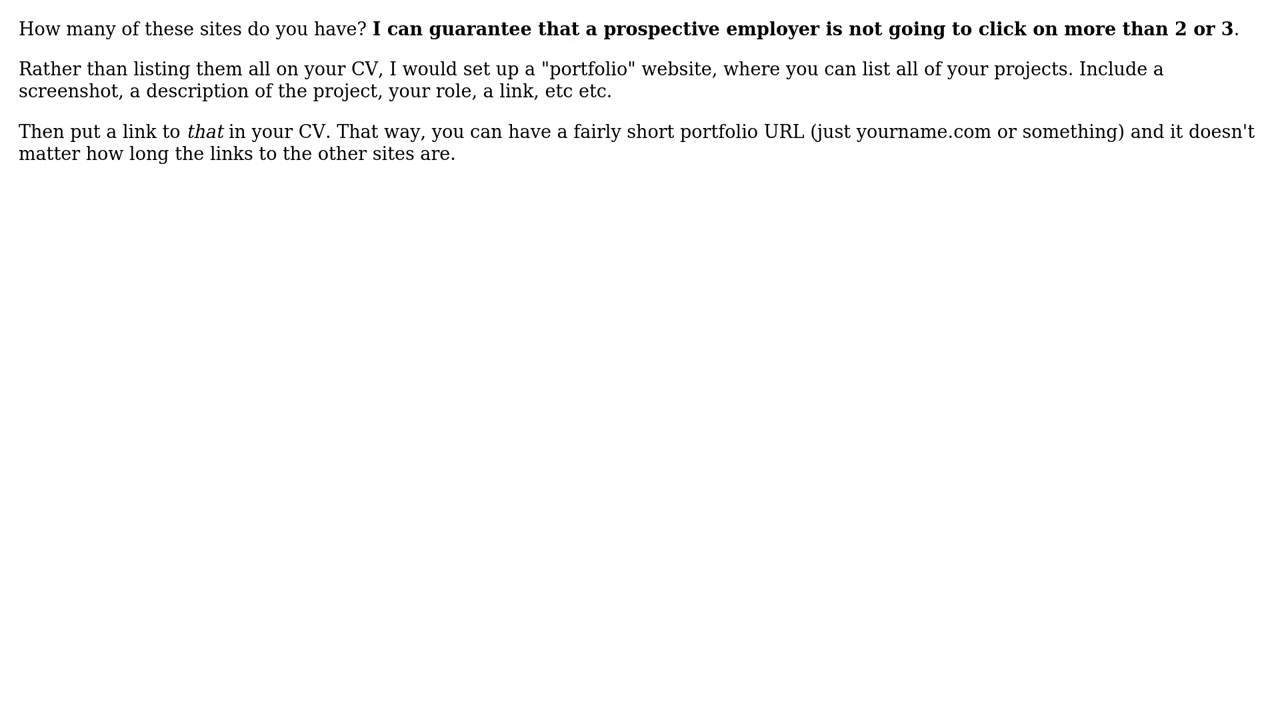 How many of these sites do you have? I can guarantee that a prospective employer is not going to click on more than 2 or 3.
Rather than listing them all on your CV, I would set up a "portfolio" website, where you can list all of your projects. Include a
screenshot, a description of the project, your role, a link, etc etc.
Then put a link to that in your CV. That way, you can have a fairly short portfolio URL (just yourname.com or something) and it doesn't
matter how long the links to the other sites are.